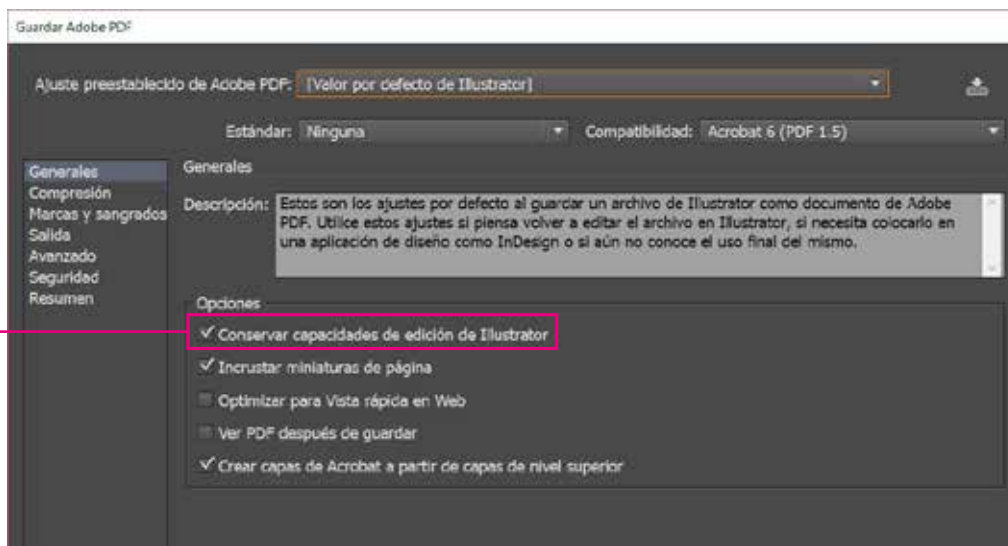 Guardar Adobe PDF
Ajuste preestablecido de Adobe PDF: [Valor por defecto de Illustrator]
Estándar: Ninguna Compatibilidad: Acrobat 6 (PDF 1.5)
Generales
Compresión
Marcas y sangrados
Salida
Avanzado
Seguridad
Resumen
Generales
Descripción: Estos son los ajustes por defecto al guardar un archivo de Illustrator como documento de Adobe
PDF. Utilice estos ajustes si piensa volver a editar el archivo en Illustrator, si necesita colocarlo en
una aplicación de diseño como InDesign o si aún no conoce el uso final del mismo.
Opciones
Conservar capacidades de edición de Illustrator
Incrustar miniaturas de página
Optimizar para Vista rápida en Web
Ver PDF después de guardar
Crear capas de Acrobat a partir de capas de nivel superior